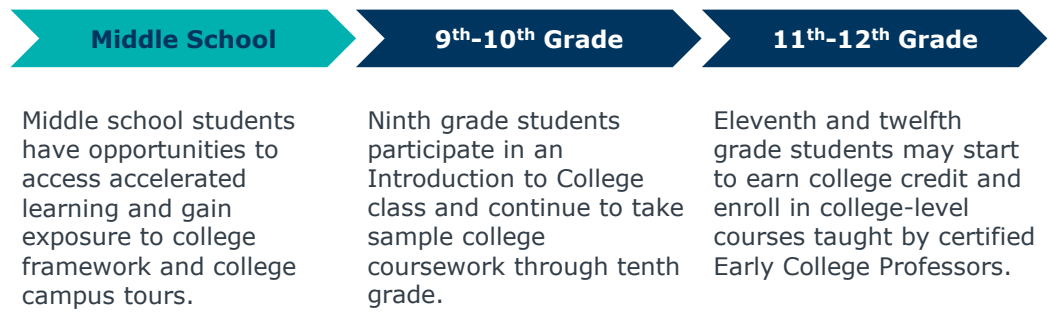 Middle School
9th-10th Grade
11th-12th Grade
Middle school students
have opportunities to
access accelerated
learning and gain
exposure to college
framework and college
campus tours.
Ninth grade students
participate in an
Introduction to College
class and continue to take
sample college
coursework through tenth
grade.
Eleventh and twelfth
grade students may start
to earn college credit and
enroll in college-level
courses taught by certified
Early College Professors.